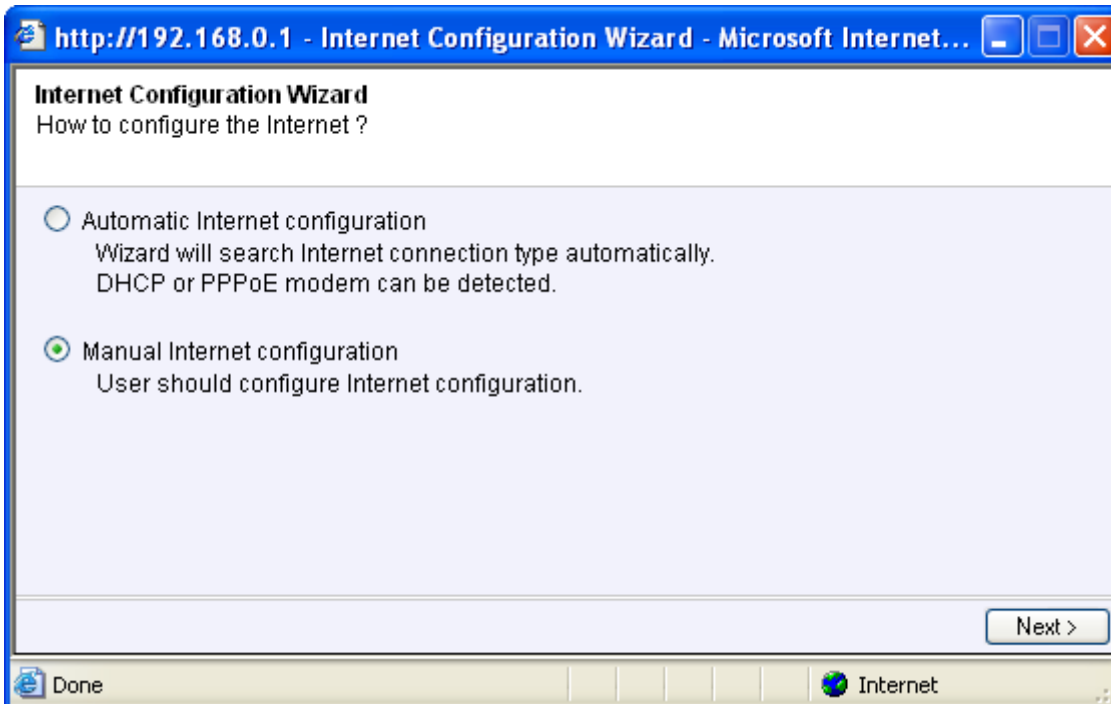 http://192.168.0.1 - Internet Configuration Wizard - Microsoft Internet...
Internet Configuration Wizard
How to configure the Internet ?
Automatic Internet configuration
Wizard will search Internet connection type automatically.
DHCP or PPPoE modem can be detected.
Manual Internet configuration
User should configure Internet configuration.
Next >
Done
Internet